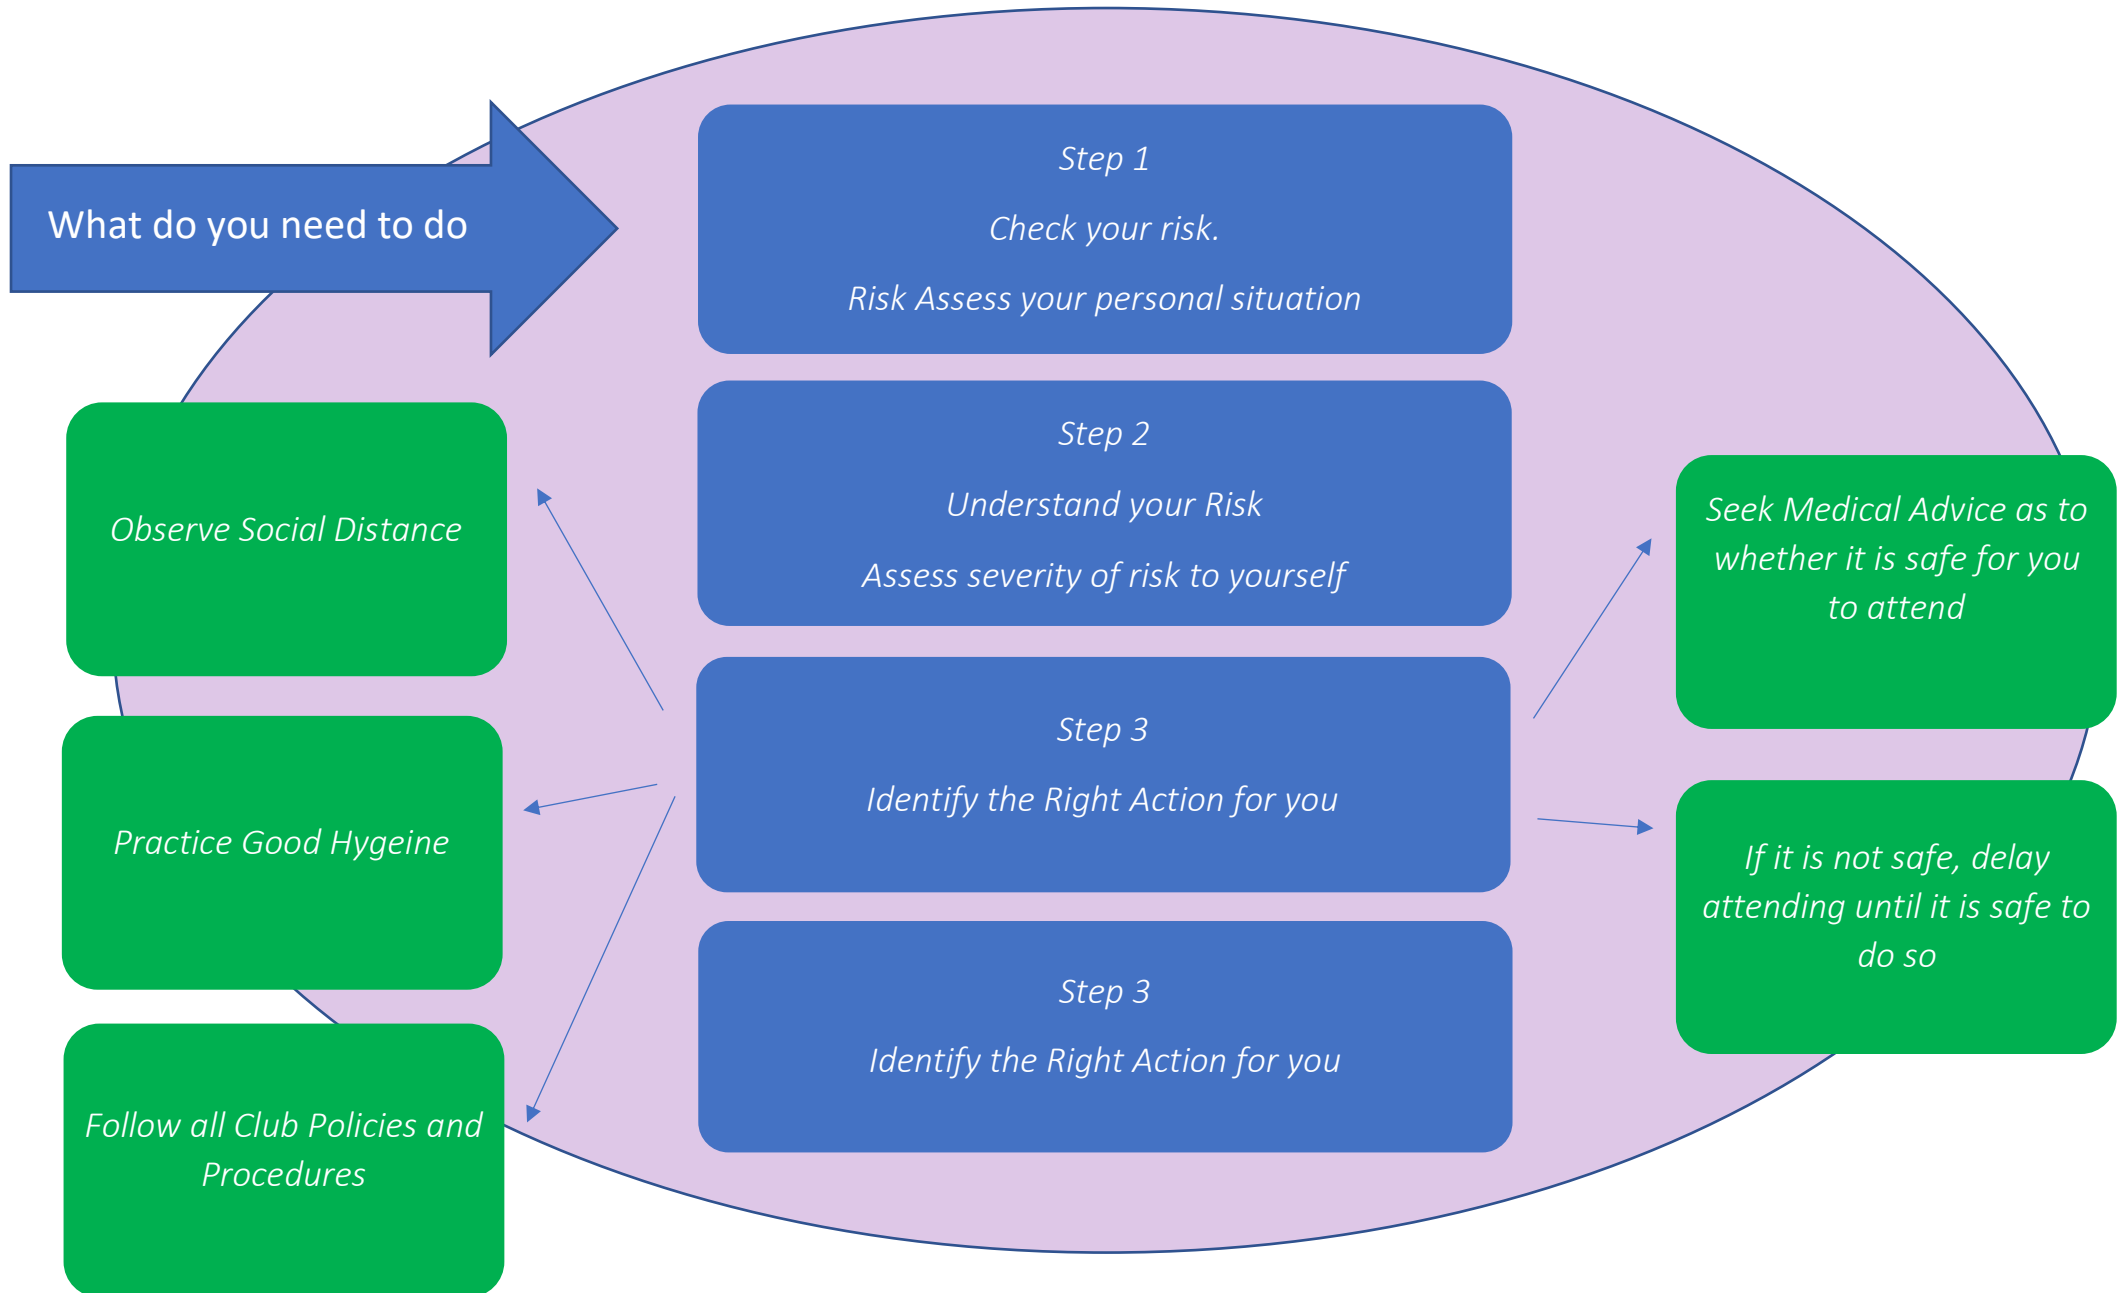 What do you need to do
Step 1
Check your risk.
Risk Assess your personal situation
Step 2
Understand your Risk
Assess severity of risk to yourself
Observe Social Distance
Seek Medical Advice as to
whether it is safe for you
to attend
Step 3
Identify the Right Action for you
Practice Good Hygeine
If it is not safe, delay
attending until it is safe to
do so
Step 3
Identify the Right Action for you
Follow all Club Policies and
Procedures